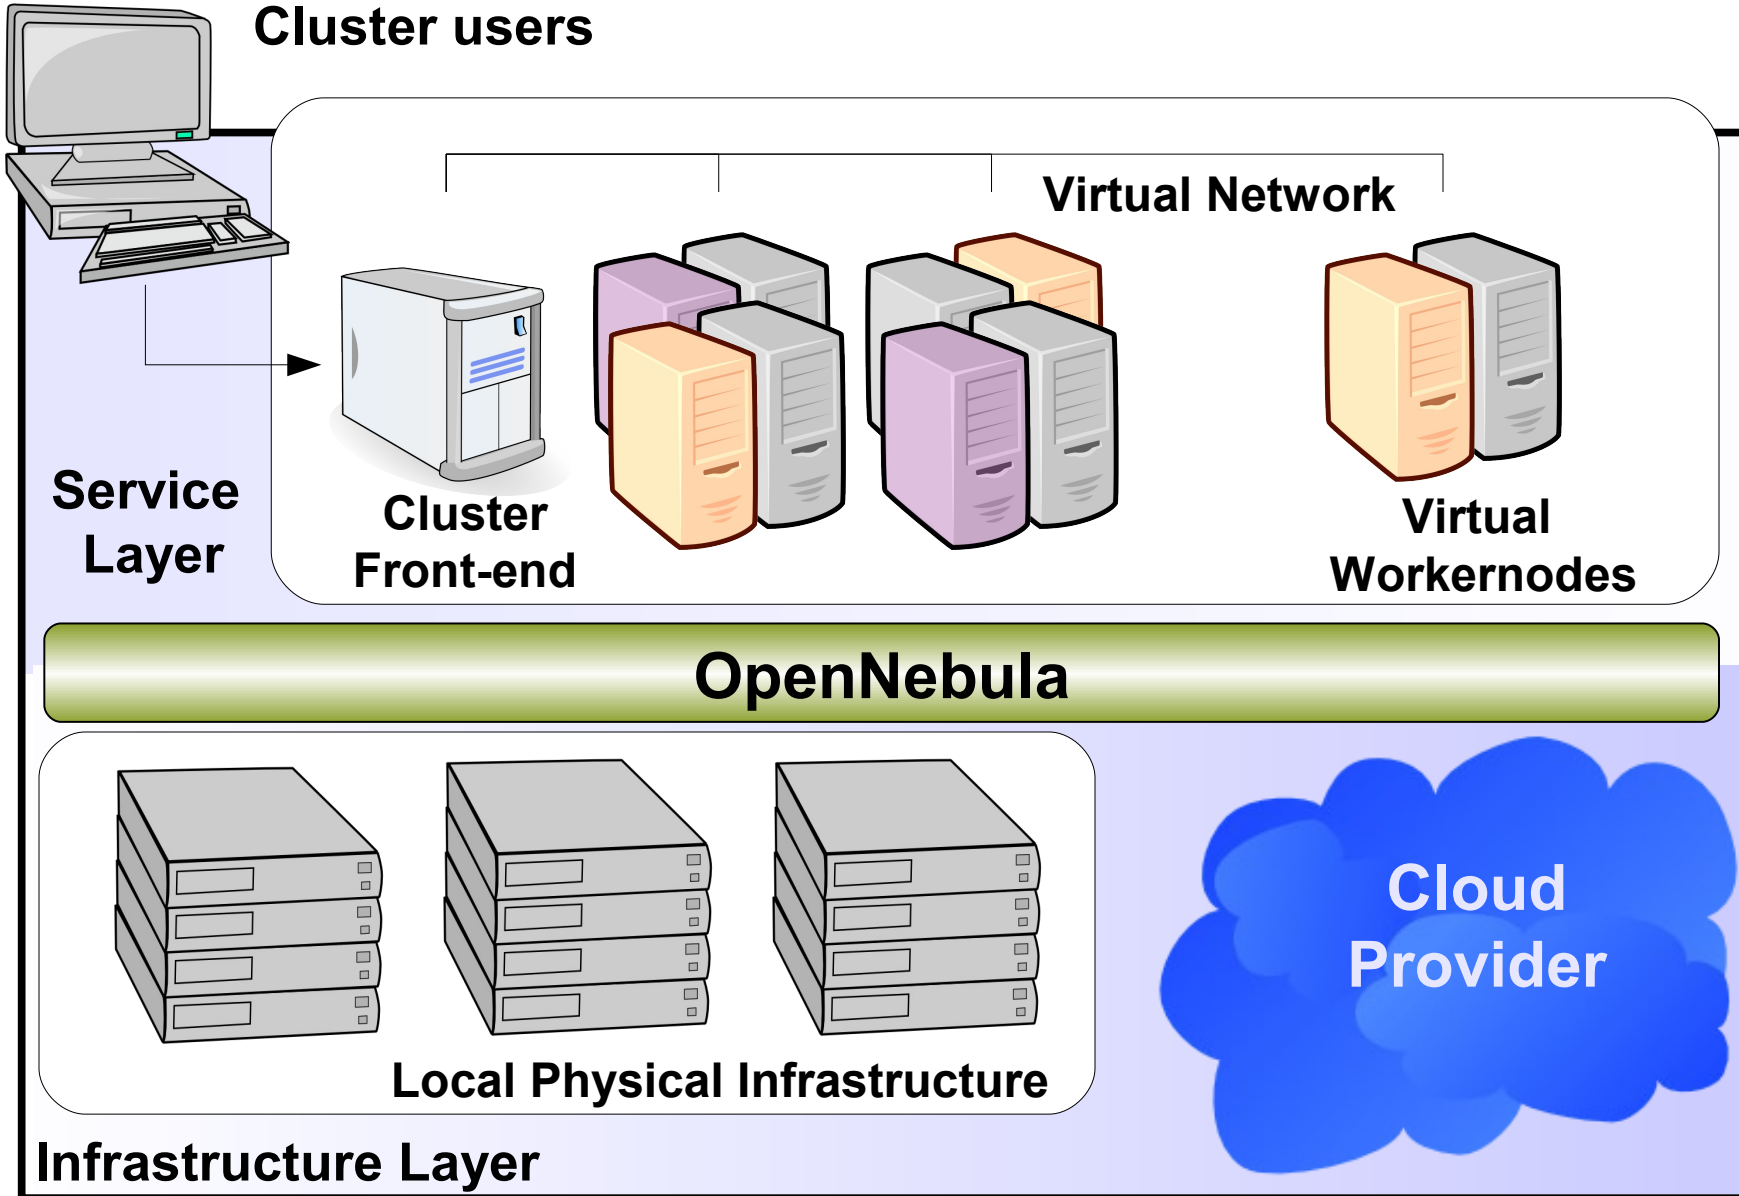 Cluster users
Virtual Network
Service
Layer
Cluster
Front-end
Virtual
Workernodes
OpenNebula
Cloud
Provider
Local Physical Infrastructure
Infrastructure Layer